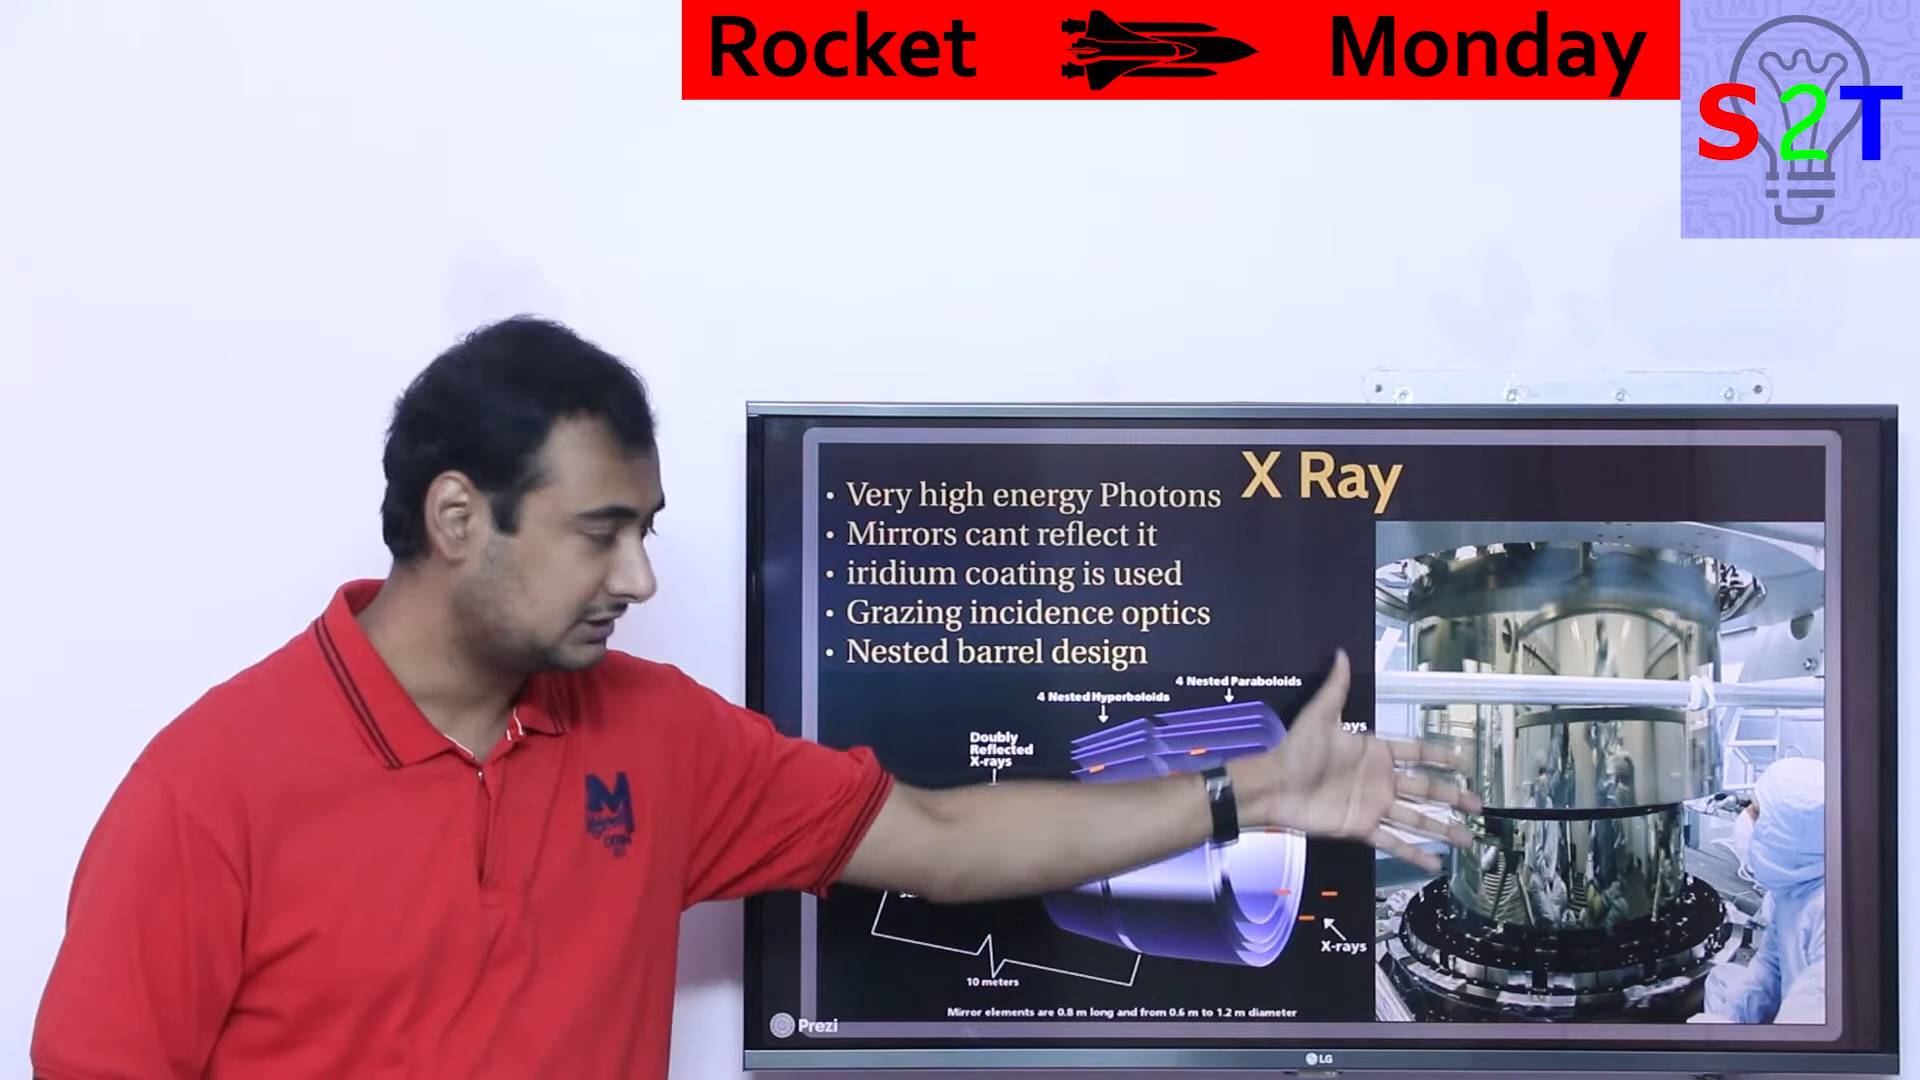 Rocket Monday
S2T
X Ray
• Very high energy Photons
• Mirrors cant reflect it
• iridium coating is used
• Grazing incidence optics
• Nested barrel design
4 Nested Paraboloids
4 Nested Hyperboloids
Doubly
Reflected
X-rays
X-rays
10 meters
Mirror elements are 0.8 m long and from 0.6 m to 1.2 m diameter
Prezi
LG
M